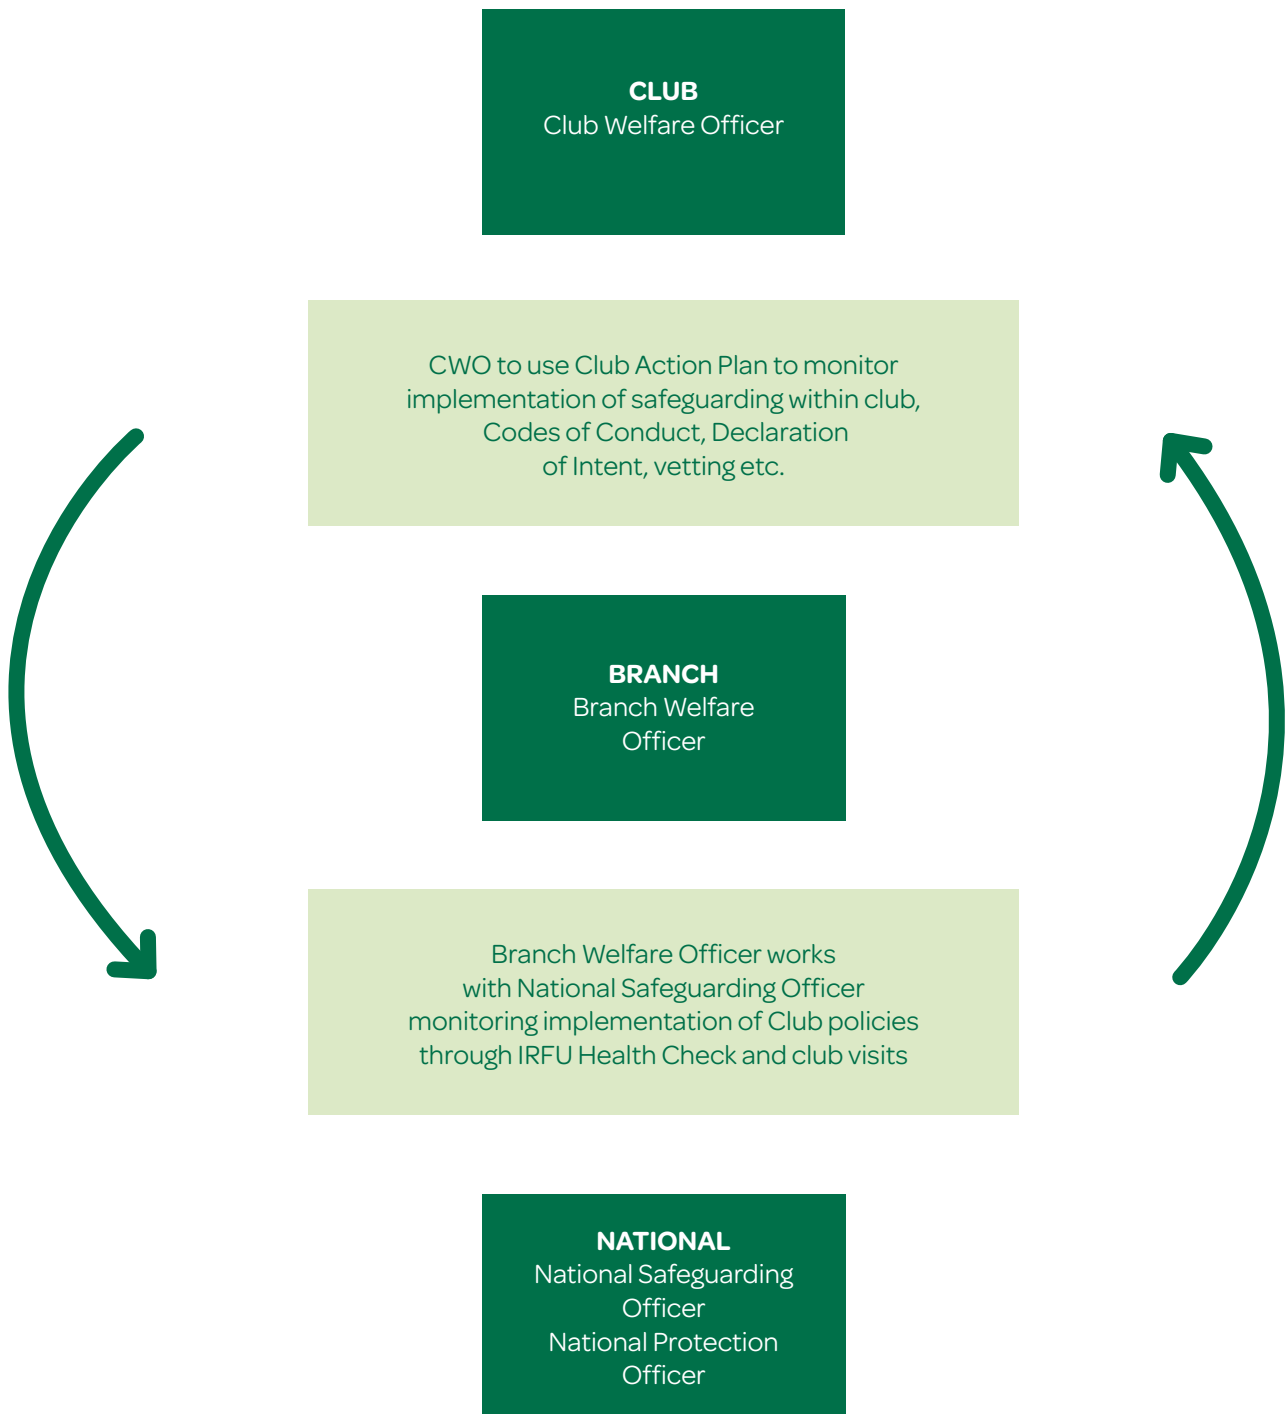 CLUB
Club Welfare Officer
CWO to use Club Action Plan to monitor
implementation of safeguarding within club,
Codes of Conduct, Declaration
of Intent, vetting etc.
BRANCH
Branch Welfare
Officer
Branch Welfare Officer works
with National Safeguarding Officer
monitoring implementation of Club policies
through IRFU Health Check and club visits
NATIONAL
National Safeguarding
Officer
National Protection
Officer